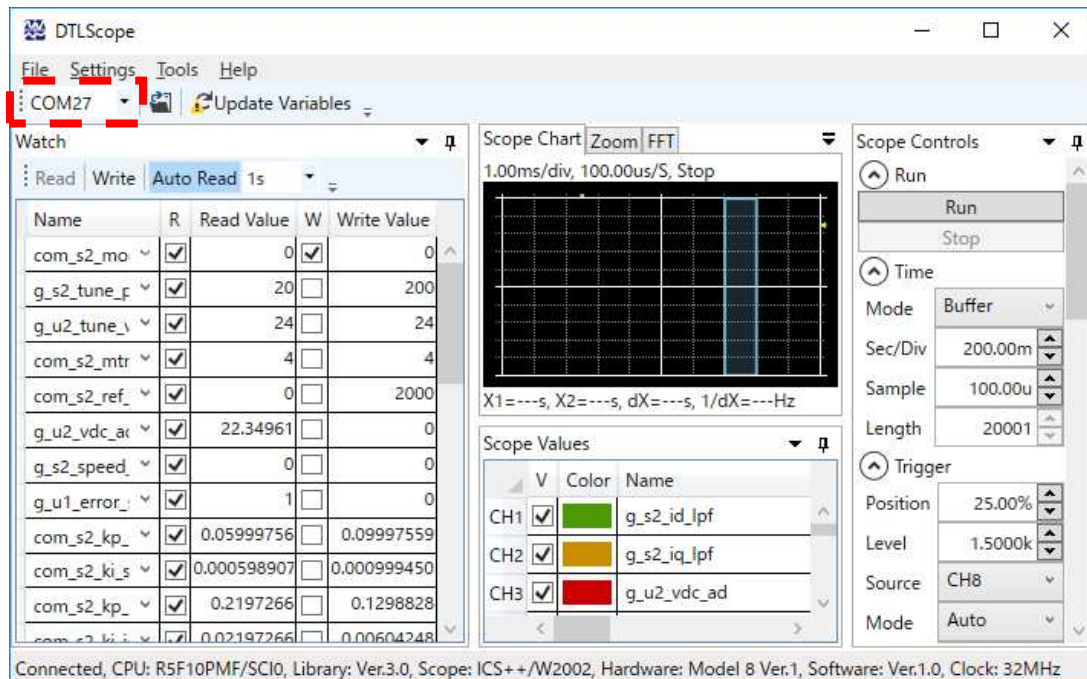 DTLScope
File Settings Tools Help
COM27 Update Variables
Watch
Read Write Auto Read 1s
Name R Read Value W Write Value
com_s2_mo 0 0
g_s2_tune_p 20 200
g_u2_tune_v 24 24
com_s2_mtr 4 4
com_s2_ref_ 0 2000
g_u2_vdc_ad 22.34961 0
g_s2_speed_ 0 0
g_u1_error_ 1 0
com_s2_kp_ 0.05999756 0.09997559
com_s2_ki_s 0.000598907 0.000999450
com_s2_kp_ 0.2197266 0.1298828
com_s2_ki_i 0.02197266 0.00604248
Scope Chart Zoom FFT
1.00ms/div, 100.00us/S, Stop
X1=---s, X2=---s, dX=---s, 1/dX=---Hz
Scope Values
V Color Name
CH1 g_s2_id_lpf
CH2 g_s2_iq_lpf
CH3 g_u2_vdc_ad
Scope Controls
Run
Run
Stop
Time
Mode Buffer
Sec/Div 200.00m
Sample 100.00u
Length 20001
Trigger
Position 25.00%
Level 1.5000k
Source CH8
Mode Auto
Connected, CPU: R5F10PMF/SCI0, Library: Ver.3.0, Scope: ICS++/W2002, Hardware: Model 8 Ver.1, Software: Ver.1.0, Clock: 32MHz